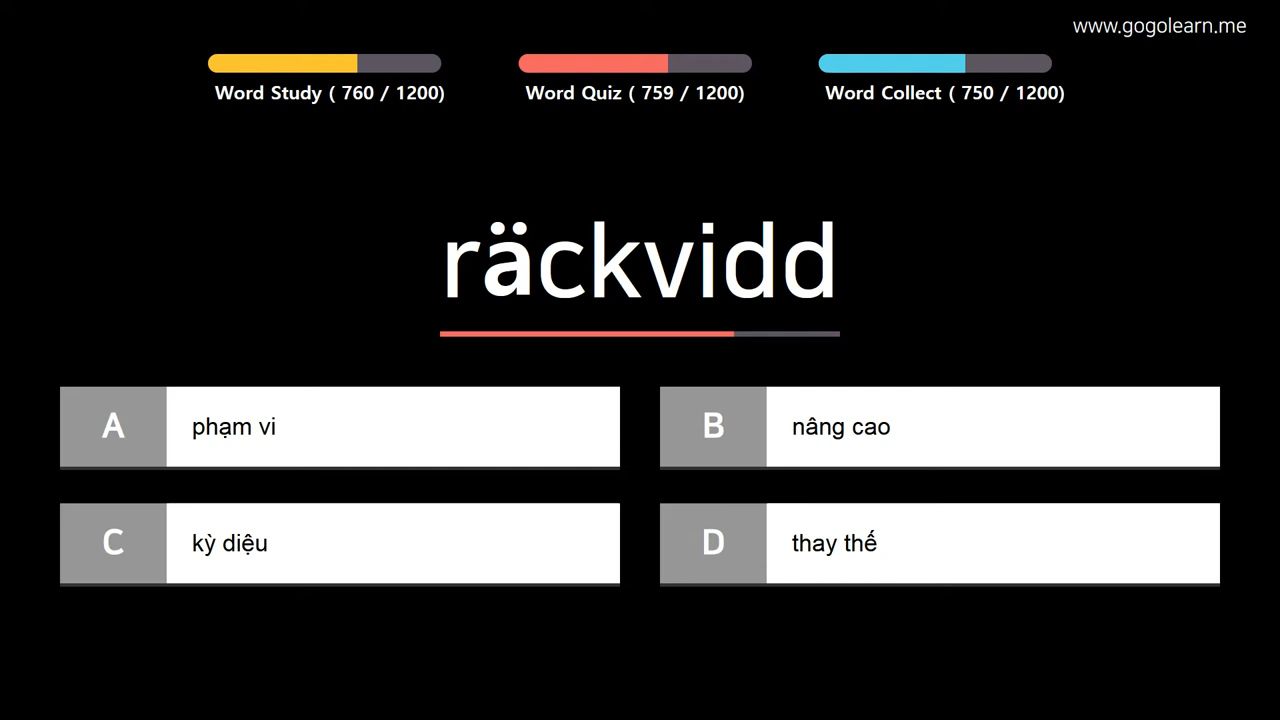 www.gogolearn.me
Word Study ( 760 / 1200)
Word Quiz ( 759 / 1200)
Word Collect ( 750 / 1200)
räckvidd
A phạm vi
B nâng cao
C kỳ diệu
D thay thế